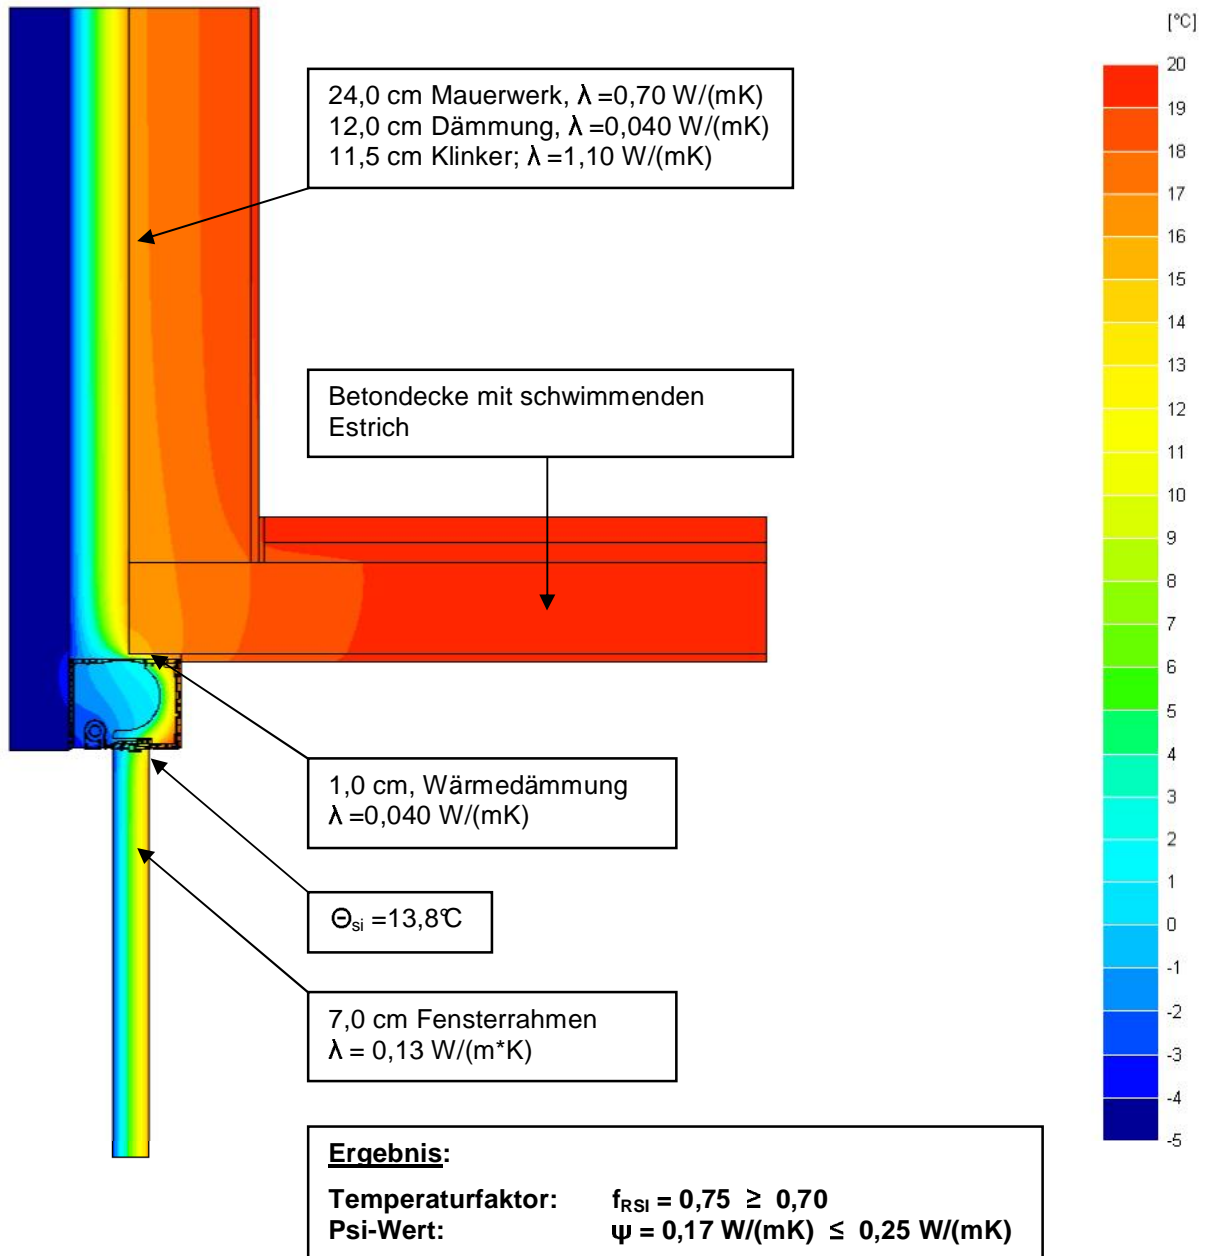 [°C]
24,0 cm Mauerwerk, λ =0,70 W/(mK)
12,0 cm Dämmung, λ =0,040 W/(mK)
11,5 cm Klinker; λ =1,10 W/(mK)
Betondecke mit schwimmenden
Estrich
1,0 cm, Wärmedämmung
λ =0,040 W/(mK)
Θsi =13,8°C
7,0 cm Fensterrahmen
λ = 0,13 W/(m*K)
Ergebnis:
Temperaturfaktor: fRSI = 0,75 ≥ 0,70
Psi-Wert: ψ = 0,17 W/(mK) ≤ 0,25 W/(mK)
20
19
18
17
16
15
14
13
12
11
10
9
8
7
6
5
4
3
2
1
0
-1
-2
-3
-4
-5